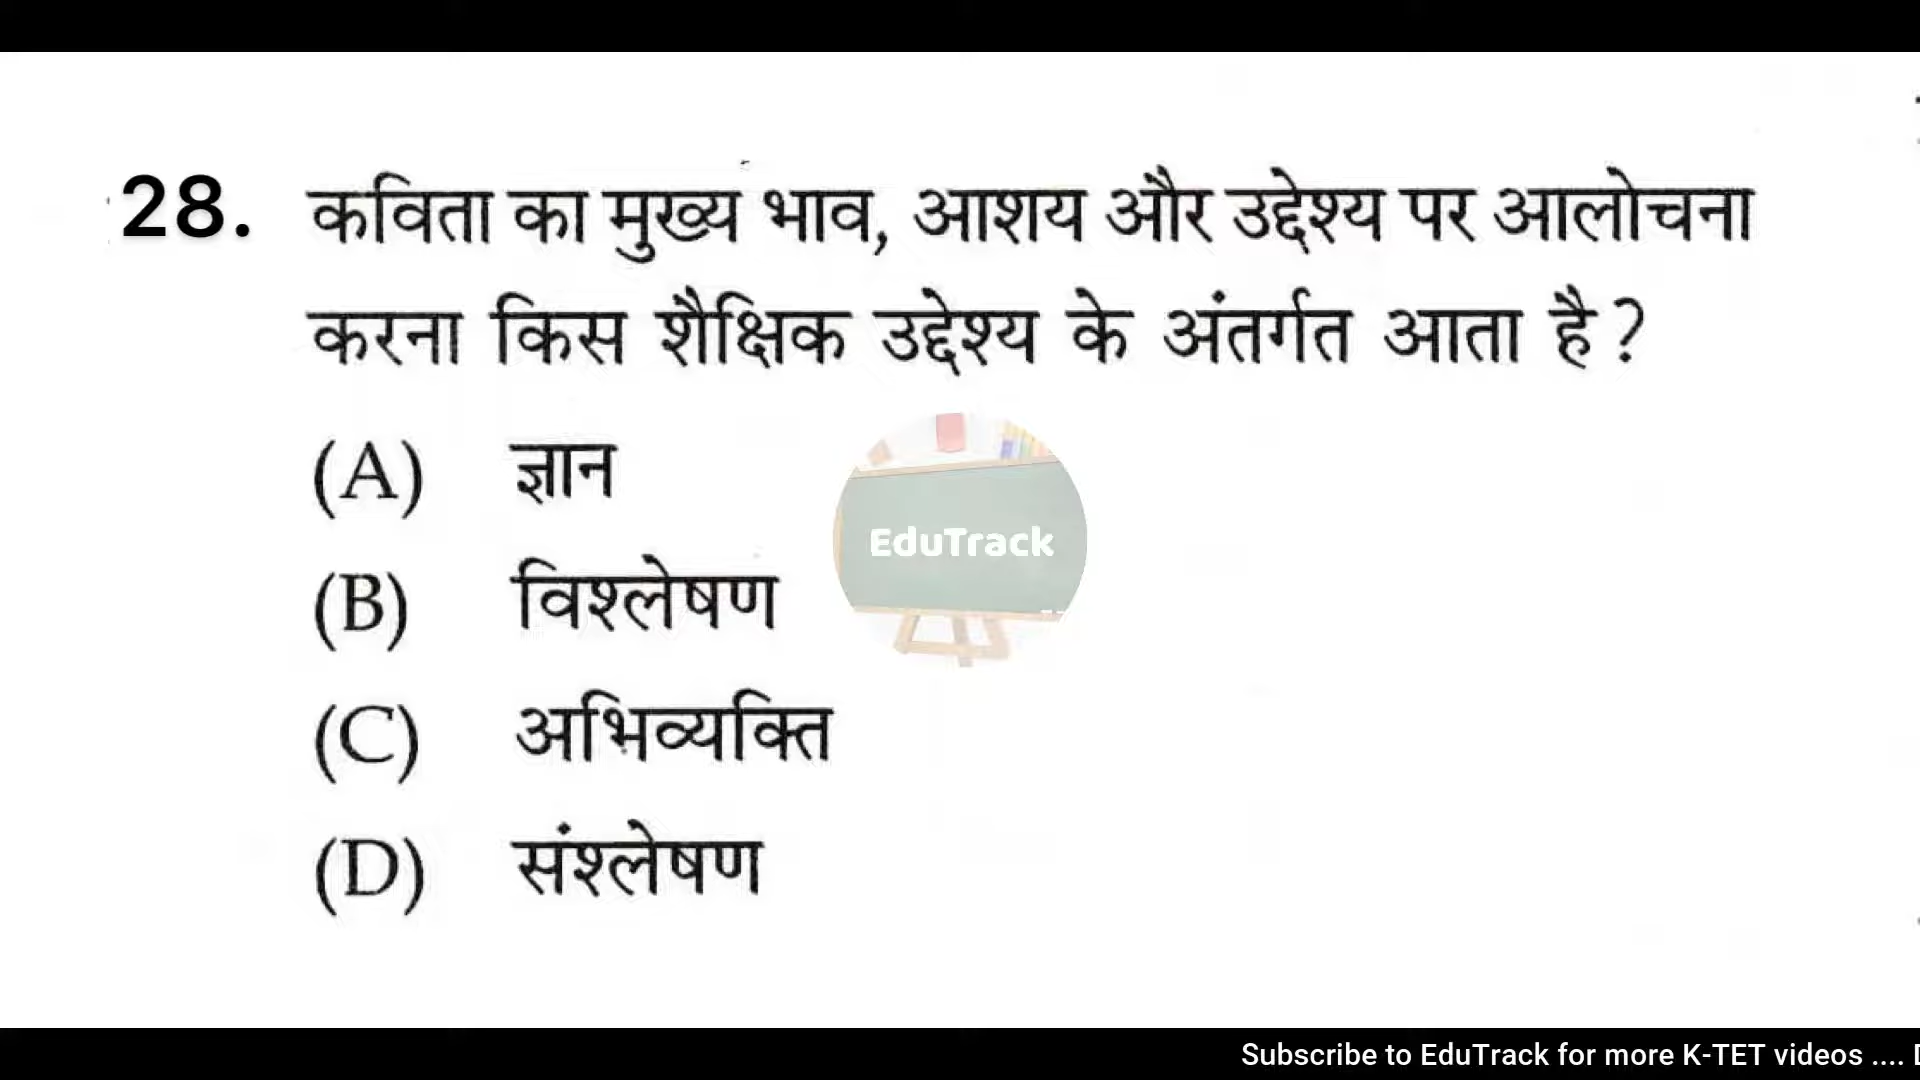 28. कविता का मुख्य भाव, आशय और उद्देश्य पर आलोचना
करना किस शैक्षिक उद्देश्य के अंतर्गत आता है?
(A) ज्ञान
(B) विश्लेषण
(C) अभिव्यक्ति
(D) संश्लेषण
EduTrack
Subscribe to EduTrack for more K-TET videos ....